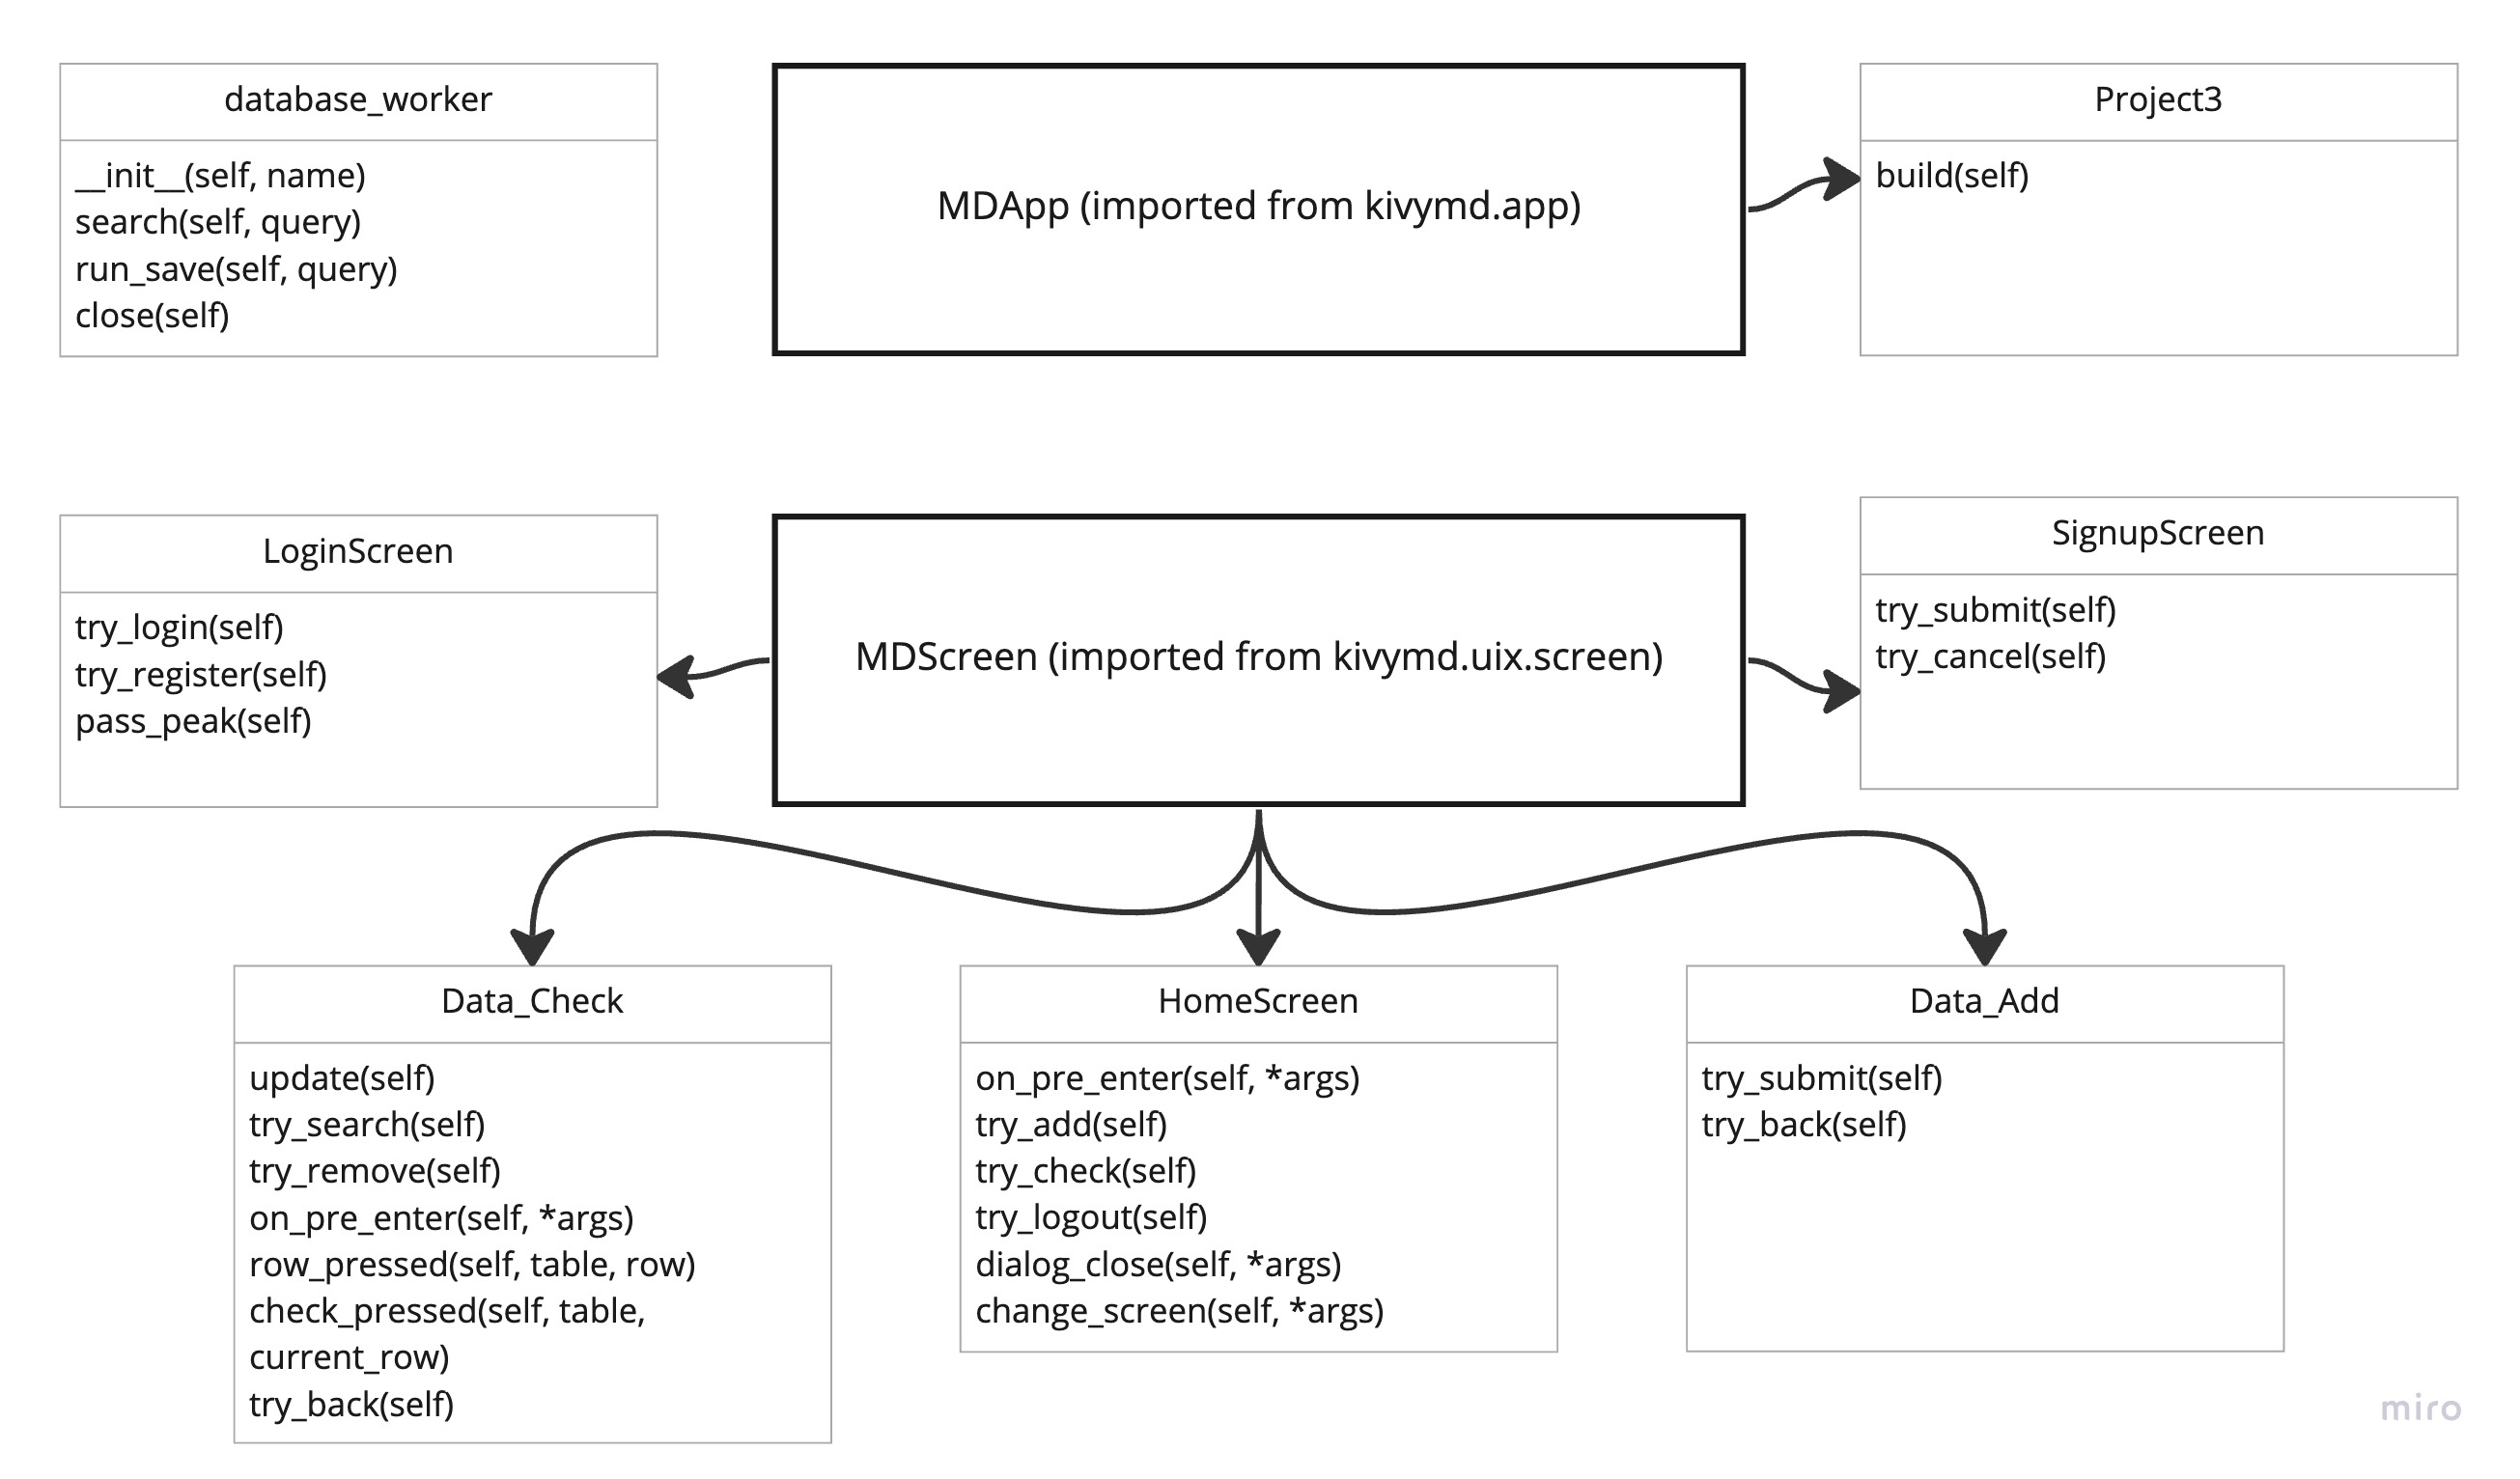 database_worker
__init__(self, name)
search(self, query)
run_save(self, query)
close(self)
MDApp (imported from kivymd.app)
Project3
build(self)
LoginScreen
try_login(self)
try_register(self)
pass_peak(self)
MDScreen (imported from kivymd.uix.screen)
SignupScreen
try_submit(self)
try_cancel(self)
Data_Check
update(self)
try_search(self)
try_remove(self)
on_pre_enter(self, *args)
row_pressed(self, table, row)
check_pressed(self, table,
current_row)
try_back(self)
HomeScreen
on_pre_enter(self, *args)
try_add(self)
try_check(self)
try_logout(self)
dialog_close(self, *args)
change_screen(self, *args)
Data_Add
try_submit(self)
try_back(self)
miro